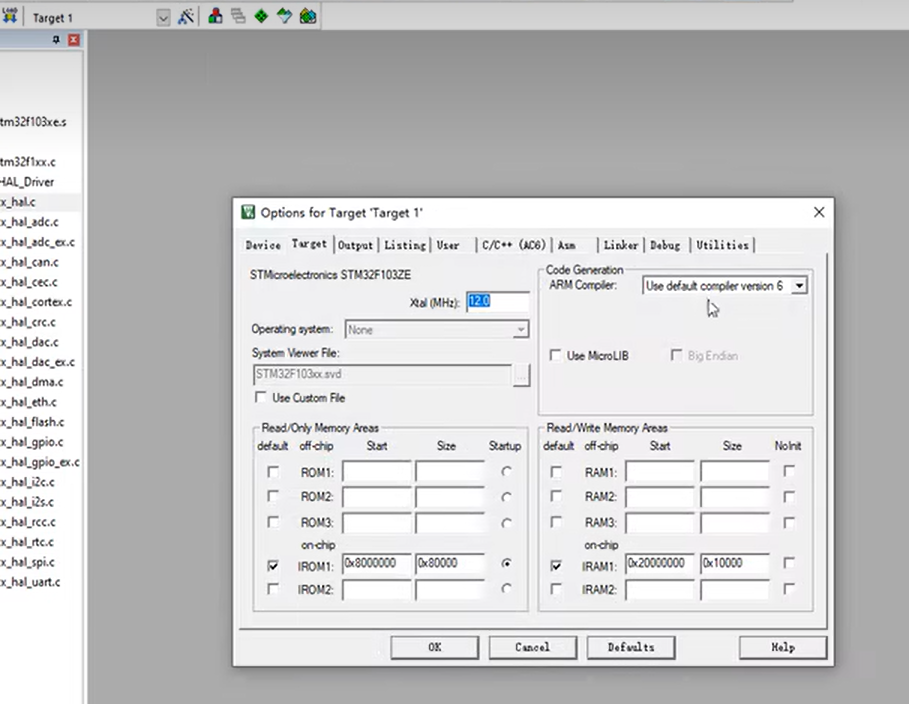 LOAD
Target 1
tm32f103xe.s
tm32f1xx.c
HAL_Driver
x_hal.c
x_hal_adc.c
x_hal_adc_ex.c
x_hal_can.c
x_hal_cec.c
x_hal_cortex.c
x_hal_crc.c
x_hal_dac.c
x_hal_dac_ex.c
x_hal_dma.c
x_hal_eth.c
x_hal_flash.c
x_hal_gpio.c
x_hal_gpio_ex.c
x_hal_i2c.c
x_hal_i2s.c
x_hal_rcc.c
x_hal_rtc.c
x_hal_spi.c
x_hal_uart.c
Options for Target 'Target 1'
Device Target Output Listing User C/C++ (AC6) Asm Linker Debug Utilities
STMicroelectronics STM32F103ZE
Xtal (MHz): 12.0
Operating system: None
System Viewer File:
STM32F103xx.svd ...
Use Custom File
Code Generation
ARM Compiler: Use default compiler version 6
Use MicroLIB Big Endian
Read/Only Memory Areas
default off-chip Start Size Startup
ROM1:
ROM2:
ROM3:
on-chip
IROM1: 0x8000000 0x80000
IROM2:
Read/Write Memory Areas
default off-chip Start Size NoInit
RAM1:
RAM2:
RAM3:
on-chip
IRAM1: 0x20000000 0x10000
IRAM2:
OK Cancel Defaults Help